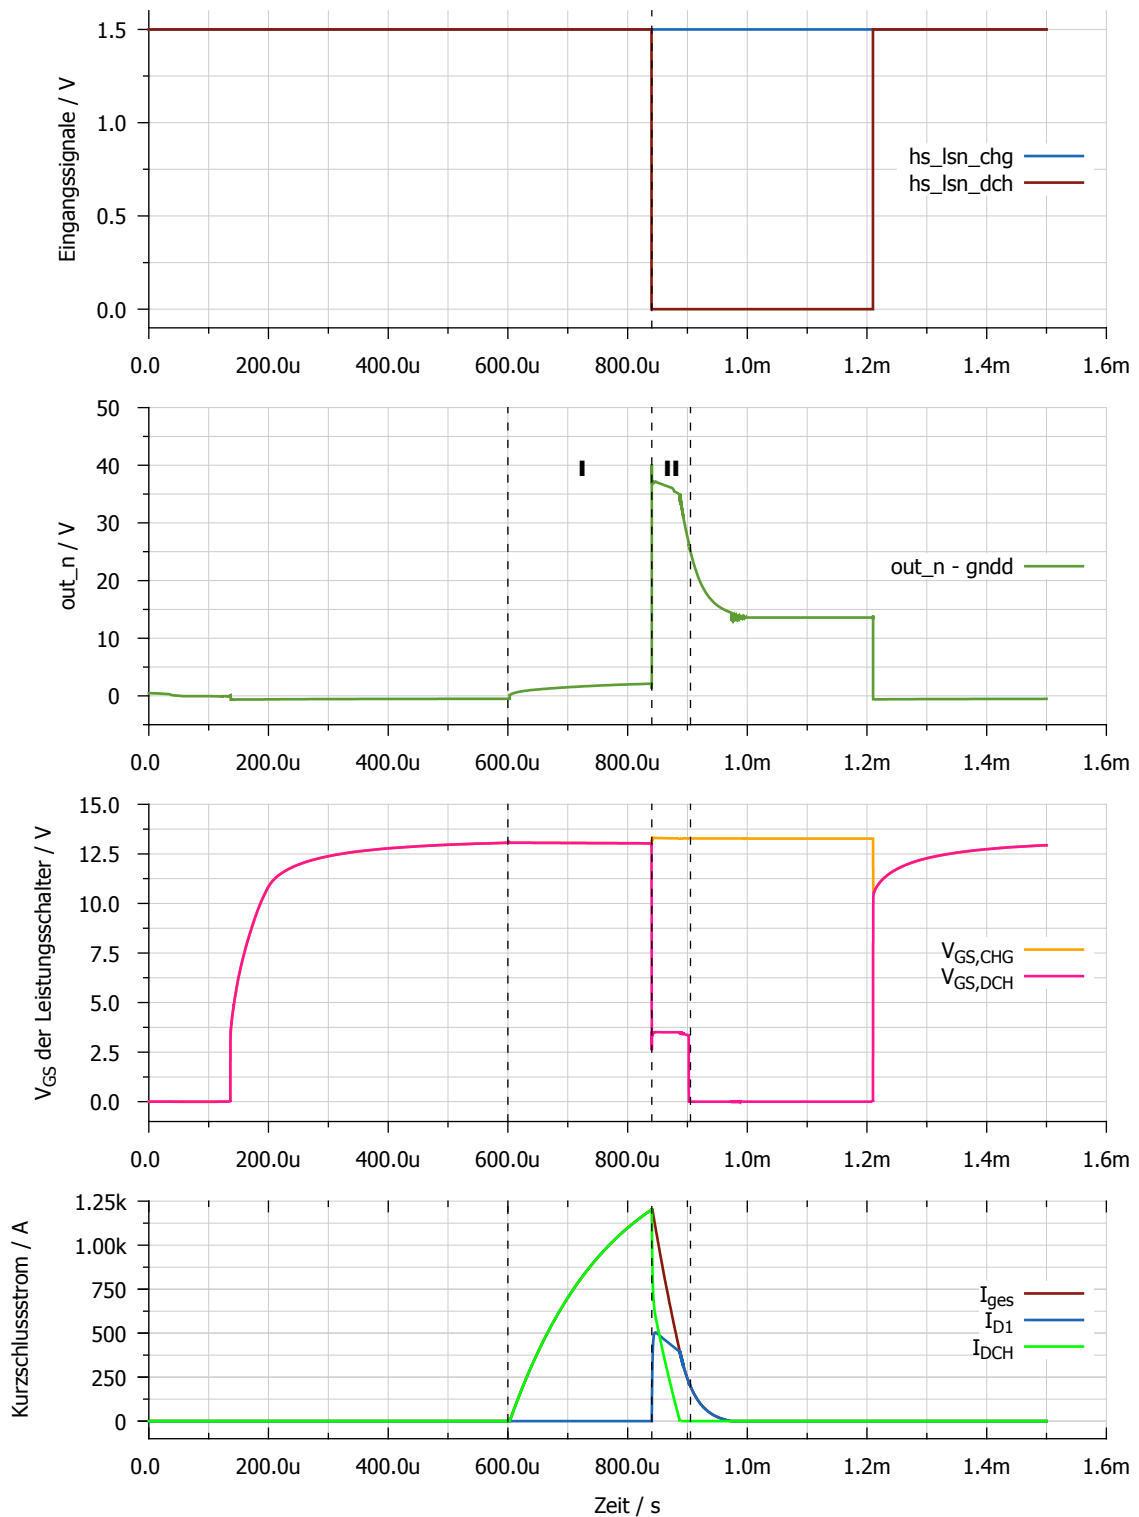 Eingangssignale / V
1.5
1.0
0.5
0.0
hs_lsn_chg
hs_lsn_dch
0.0 200.0u 400.0u 600.0u 800.0u 1.0m 1.2m 1.4m 1.6m
out_n / V
50
40
30
20
10
0
I II
out_n - gndd
0.0 200.0u 400.0u 600.0u 800.0u 1.0m 1.2m 1.4m 1.6m
VGS der Leistungsschalter / V
15.0
12.5
10.0
7.5
5.0
2.5
0.0
VGS,CHG
VGS,DCH
0.0 200.0u 400.0u 600.0u 800.0u 1.0m 1.2m 1.4m 1.6m
Kurzschlussstrom / A
1.25k
1.00k
750
500
250
0
Iges
ID1
IDCH
0.0 200.0u 400.0u 600.0u 800.0u 1.0m 1.2m 1.4m 1.6m
Zeit / s